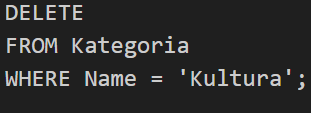 DELETE
FROM Kategoria
WHERE Name = 'Kultura';